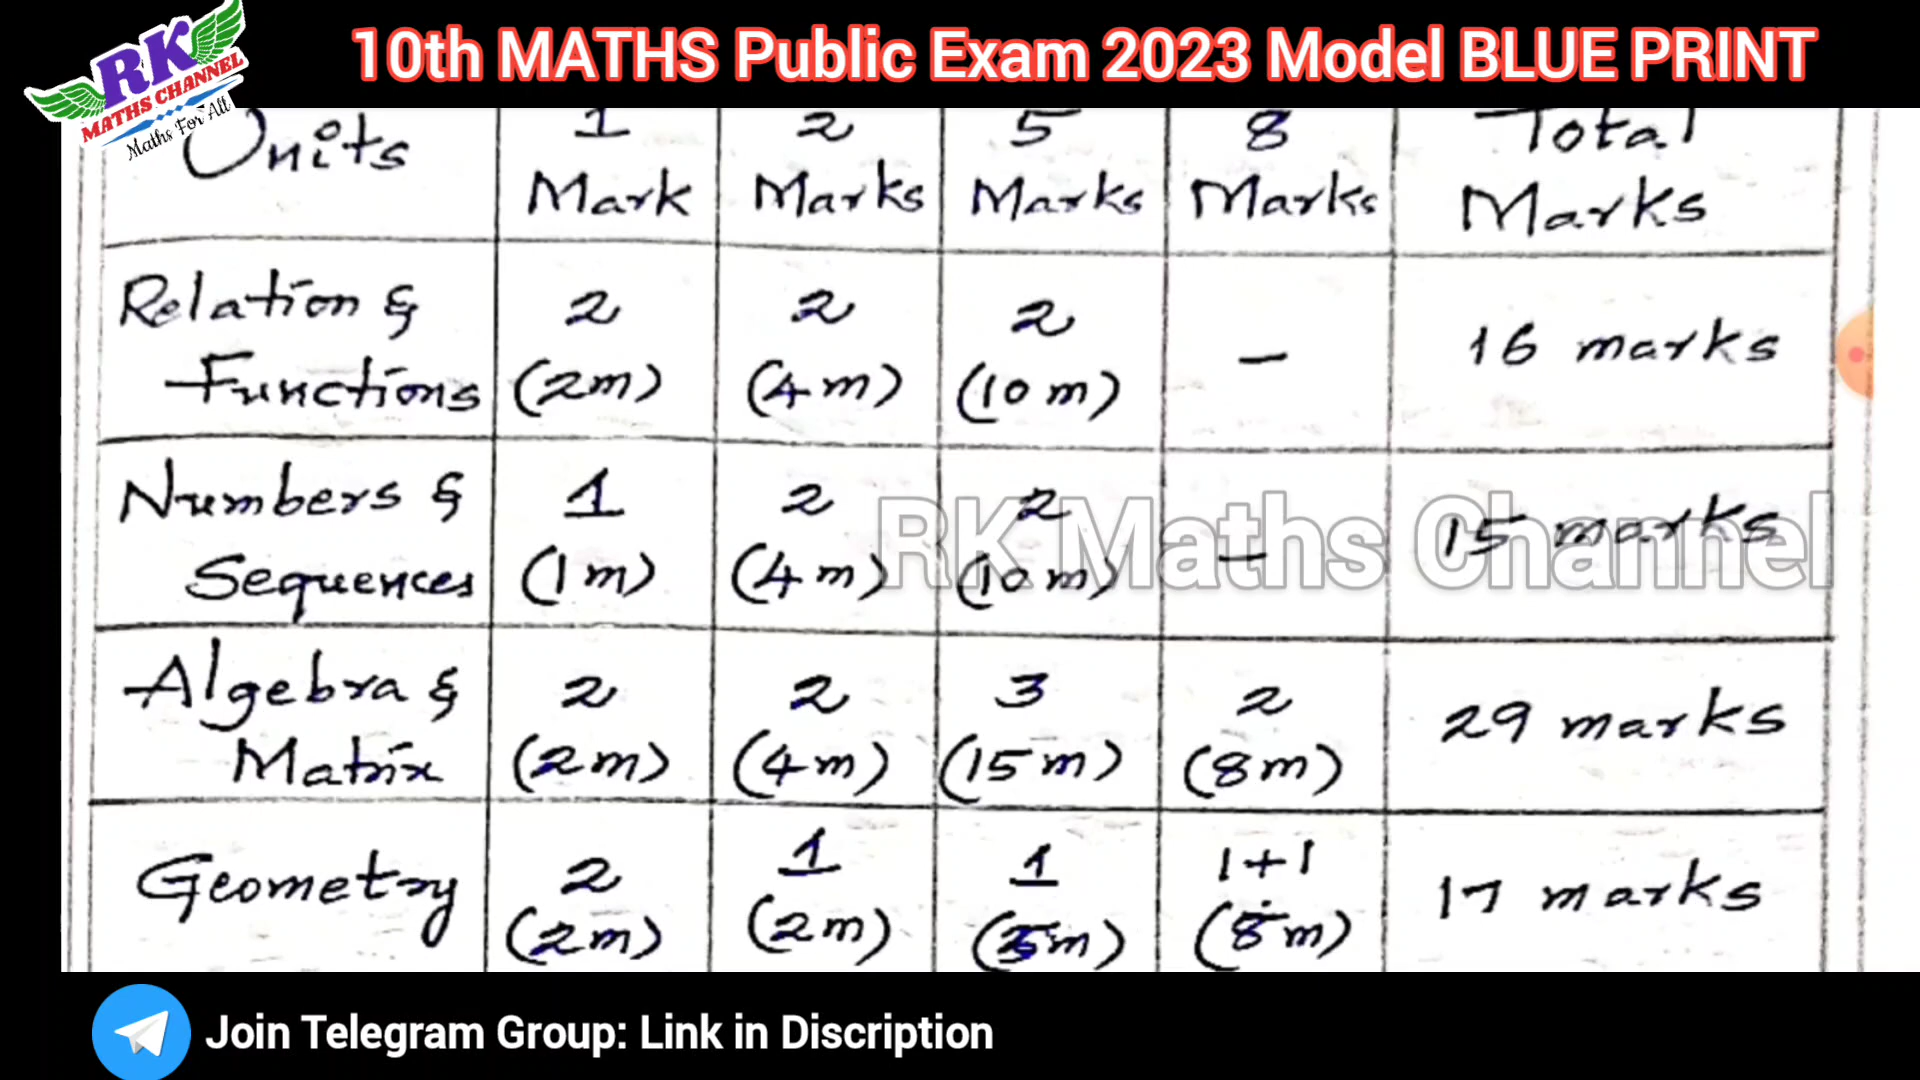 RK
MATHS CHANNEL
Maths For All
10th MATHS Public Exam 2023 Model BLUE PRINT
Units 1 Mark 2 Marks 5 Marks 8 Marks Total Marks
Relation & Functions 2 (2m) 2 (4m) 2 (10m) - 16 marks
Numbers & Sequences 1 (1m) 2 (4m) 2 (10m) - 15 marks
RK Maths Channel
Algebra & Matrix 2 (2m) 2 (4m) 3 (15m) 2 (8m) 29 marks
Geometry 2 (2m) 1 (2m) 1 (5m) 1+1 (8m) 17 marks
Join Telegram Group: Link in Discription